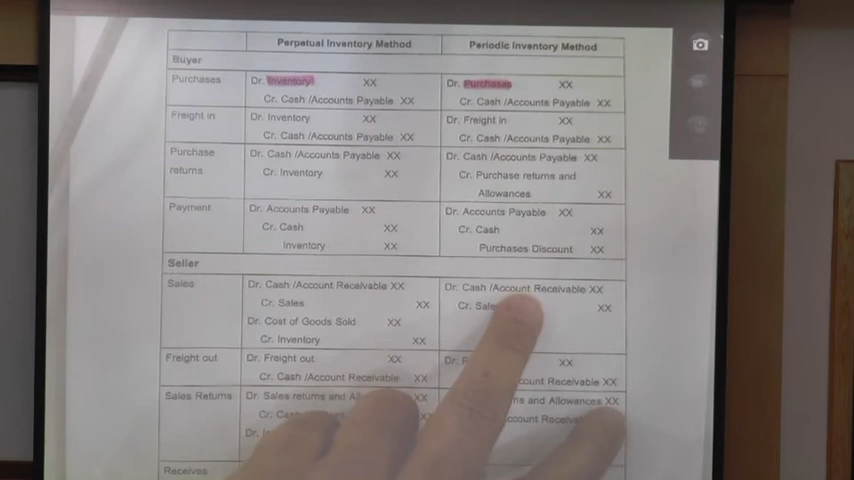 Perpetual Inventory Method Periodic Inventory Method
Buyer
Purchases Dr. Inventory XX Dr. Purchases XX
Cr. Cash /Accounts Payable XX Cr. Cash /Accounts Payable XX
Freight in Dr. Inventory XX Dr. Freight in XX
Cr. Cash /Accounts Payable XX Cr. Cash /Accounts Payable XX
Purchase Dr. Cash /Accounts Payable XX Dr. Cash /Accounts Payable XX
returns Cr. Inventory XX Cr. Purchase returns and
Allowances XX
Payment Dr. Accounts Payable XX Dr. Accounts Payable XX
Cr. Cash XX Cr. Cash XX
Inventory XX Purchases Discount XX
Seller
Sales Dr. Cash /Account Receivable XX Dr. Cash /Account Receivable XX
Cr. Sales XX Cr. XX
Dr. Cost of Goods Sold XX
Cr. Inventory XX
Freight out Dr. Freight out XX Dr. XX
Cr. Cash /Account Receivable XX Receivable XX
Sales Returns Dr. Sales returns and XX and Allowances XX
Cr.
Dr.
Receives